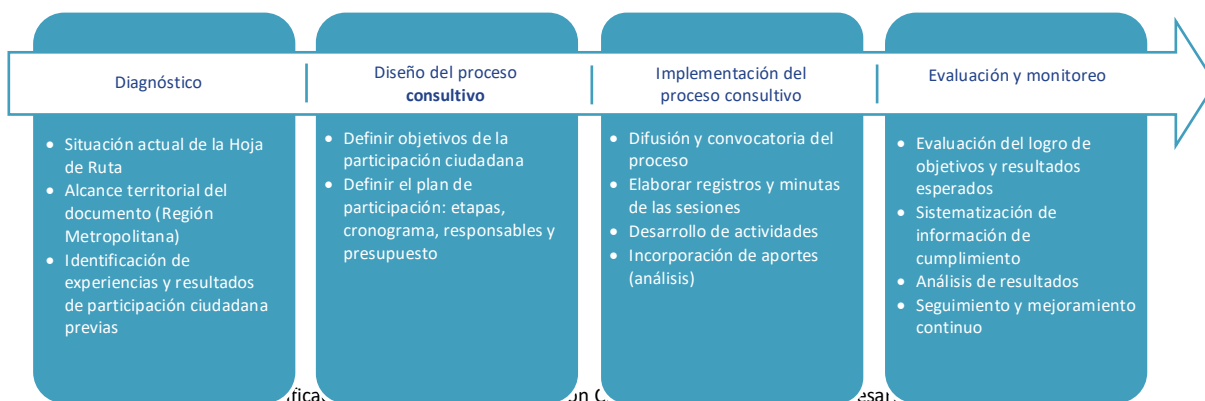 Diagnóstico
Diseño del proceso
consultivo
Implementación del
proceso consultivo
Evaluación y monitoreo
• Situación actual de la Hoja
de Ruta
• Alcance territorial del
documento (Región
Metropolitana)
• Identificación de
experiencias y resultados
de participación ciudadana
previas
• Definir objetivos de la
participación ciudadana
• Definir el plan de
participación: etapas,
cronograma, responsables y
presupuesto
• Difusión y convocatoria del
proceso
• Elaborar registros y minutas
de las sesiones
• Desarrollo de actividades
• Incorporación de aportes
(análisis)
• Evaluación del logro de
objetivos y resultados
esperados
• Sistematización de
información de
cumplimiento
• Análisis de resultados
• Seguimiento y mejoramiento
continuo